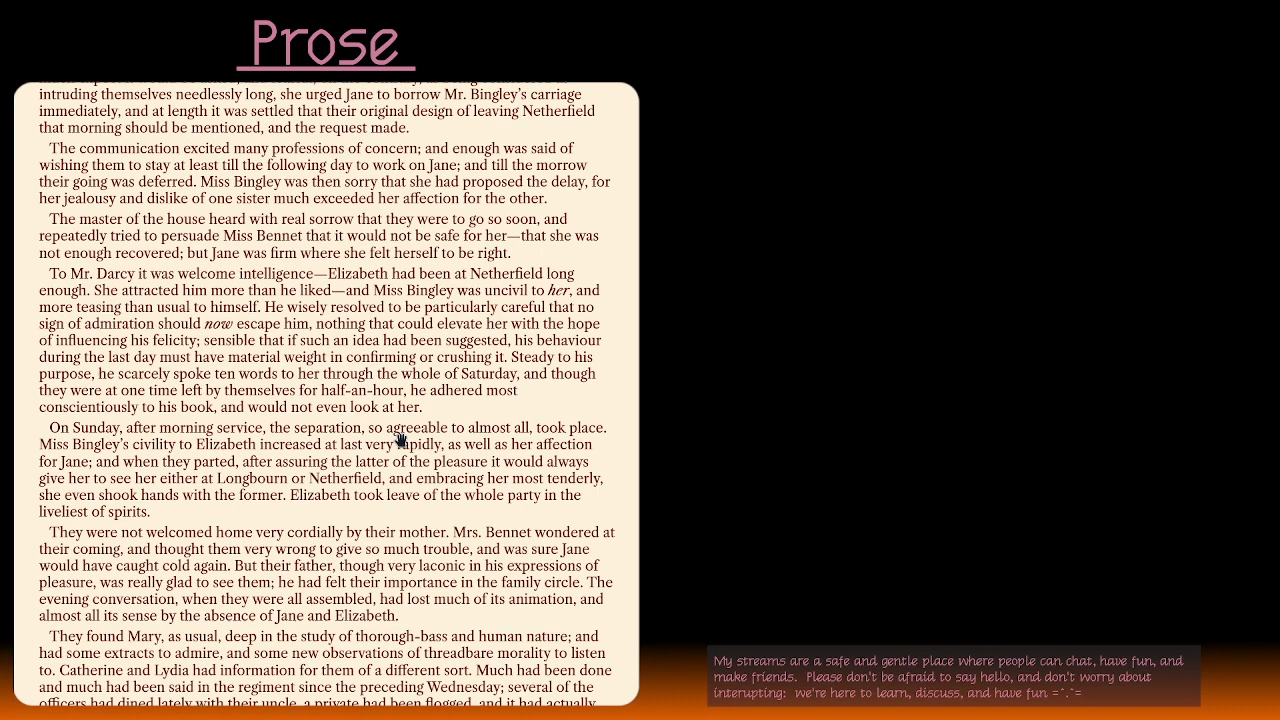 Prose
intruding themselves needlessly long, she urged Jane to borrow Mr. Bingley's carriage
immediately, and at length it was settled that their original design of leaving Netherfield
that morning should be mentioned, and the request made.
The communication excited many professions of concern; and enough was said of
wishing them to stay at least till the following day to work on Jane; and till the morrow
their going was deferred. Miss Bingley was then sorry that she had proposed the delay, for
her jealousy and dislike of one sister much exceeded her affection for the other.
The master of the house heard with real sorrow that they were to go so soon, and
repeatedly tried to persuade Miss Bennet that it would not be safe for her—that she was
not enough recovered; but Jane was firm where she felt herself to be right.
To Mr. Darcy it was welcome intelligence—Elizabeth had been at Netherfield long
enough. She attracted him more than he liked—and Miss Bingley was uncivil to her, and
more teasing than usual to himself. He wisely resolved to be particularly careful that no
sign of admiration should now escape him, nothing that could elevate her with the hope
of influencing his felicity; sensible that if such an idea had been suggested, his behaviour
during the last day must have material weight in confirming or crushing it. Steady to his
purpose, he scarcely spoke ten words to her through the whole of Saturday, and though
they were at one time left by themselves for half-an-hour, he adhered most
conscientiously to his book, and would not even look at her.
On Sunday, after morning service, the separation, so agreeable to almost all, took place.
Miss Bingley's civility to Elizabeth increased at last very rapidly, as well as her affection
for Jane; and when they parted, after assuring the latter of the pleasure it would always
give her to see her either at Longbourn or Netherfield, and embracing her most tenderly,
she even shook hands with the former. Elizabeth took leave of the whole party in the
liveliest of spirits.
They were not welcomed home very cordially by their mother. Mrs. Bennet wondered at
their coming, and thought them very wrong to give so much trouble, and was sure Jane
would have caught cold again. But their father, though very laconic in his expressions of
pleasure, was really glad to see them; he had felt their importance in the family circle. The
evening conversation, when they were all assembled, had lost much of its animation, and
almost all its sense by the absence of Jane and Elizabeth.
They found Mary, as usual, deep in the study of thorough-bass and human nature; and
had some extracts to admire, and some new observations of threadbare morality to listen
to. Catherine and Lydia had information for them of a different sort. Much had been done
and much had been said in the regiment since the preceding Wednesday; several of the
officers had dined lately with their uncle, a private had been flogged, and it had actually
My streams are a safe and gentle place where people can chat, have fun, and
make friends. Please don't be afraid to say hello, and don't worry about
interupting: we're here to learn, discuss, and have fun =^.^=